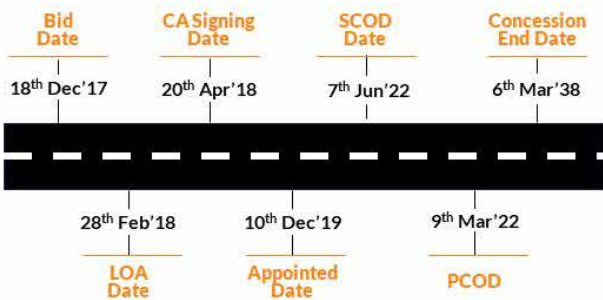 Bid
Date
CA Signing
Date
SCOD
Date
Concession
End Date
18th Dec'17
20th Apr'18
7th Jun'22
6th Mar'38
28th Feb'18
10th Dec'19
9th Mar'22
LOA
Date
Appointed
Date
PCOD